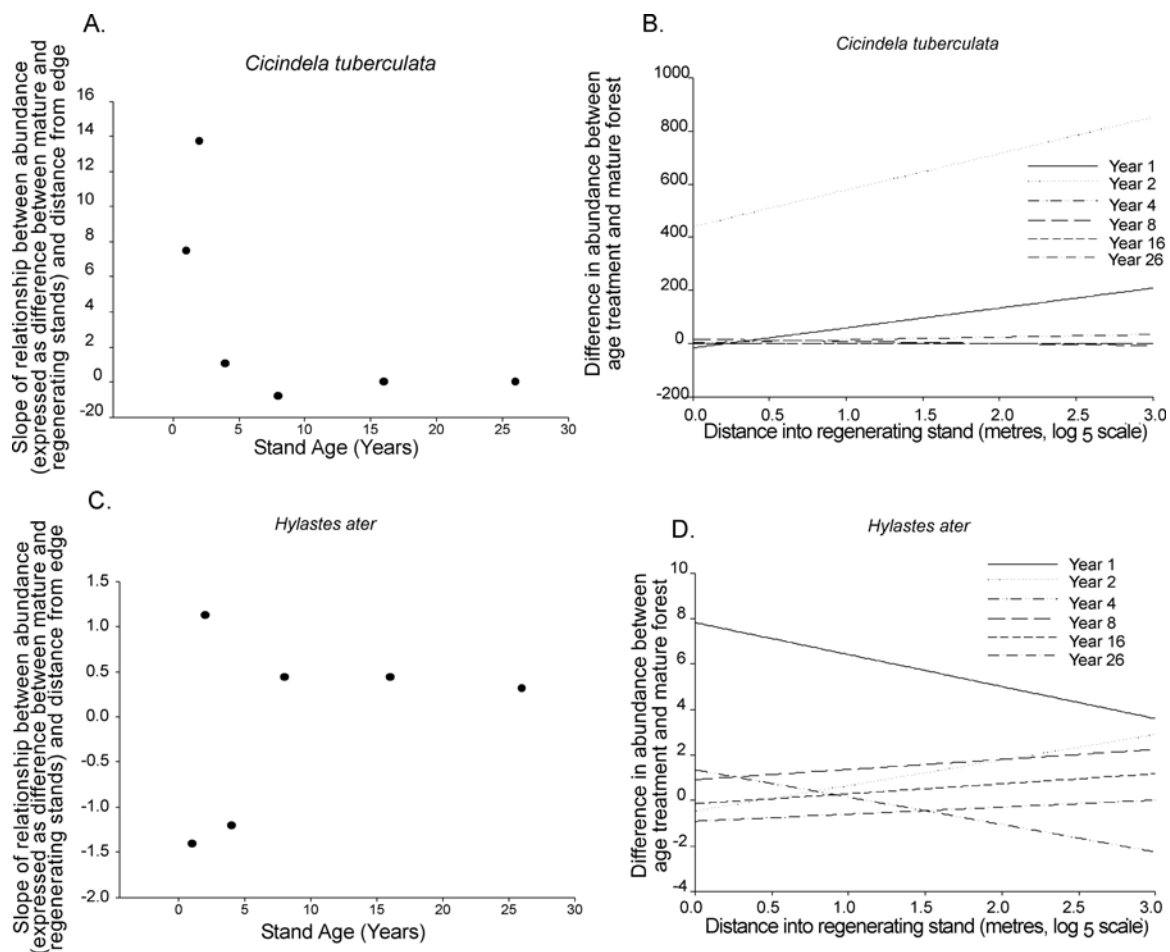 A.
Cicindela tuberculata
Slope of relationship between abundance
(expressed as difference between mature and
regenerating stands) and distance from edge
16
14
12
10
8
6
4
2
0
-20
0 5 10 15 20 25 30
Stand Age (Years)
B.
Cicindela tuberculata
Difference in abundance between
age treatment and mature forest
1000
800
600
400
200
0
-200
Year 1
Year 2
Year 4
Year 8
Year 16
Year 26
0.0 0.5 1.0 1.5 2.0 2.5 3.0
Distance into regenerating stand (metres, log 5 scale)
C.
Hylastes ater
Slope of relationship between abundance
(expressed as difference between mature and
regenerating stands) and distance from edge
1.5
1.0
0.5
0.0
-0.5
-1.0
-1.5
-2.0
0 5 10 15 20 25 30
Stand Age (Years)
D.
Hylastes ater
Difference in abundance between
age treatment and mature forest
10
8
6
4
2
0
-2
-4
Year 1
Year 2
Year 4
Year 8
Year 16
Year 26
0.0 0.5 1.0 1.5 2.0 2.5 3.0
Distance into regenerating stand (metres, log 5 scale)